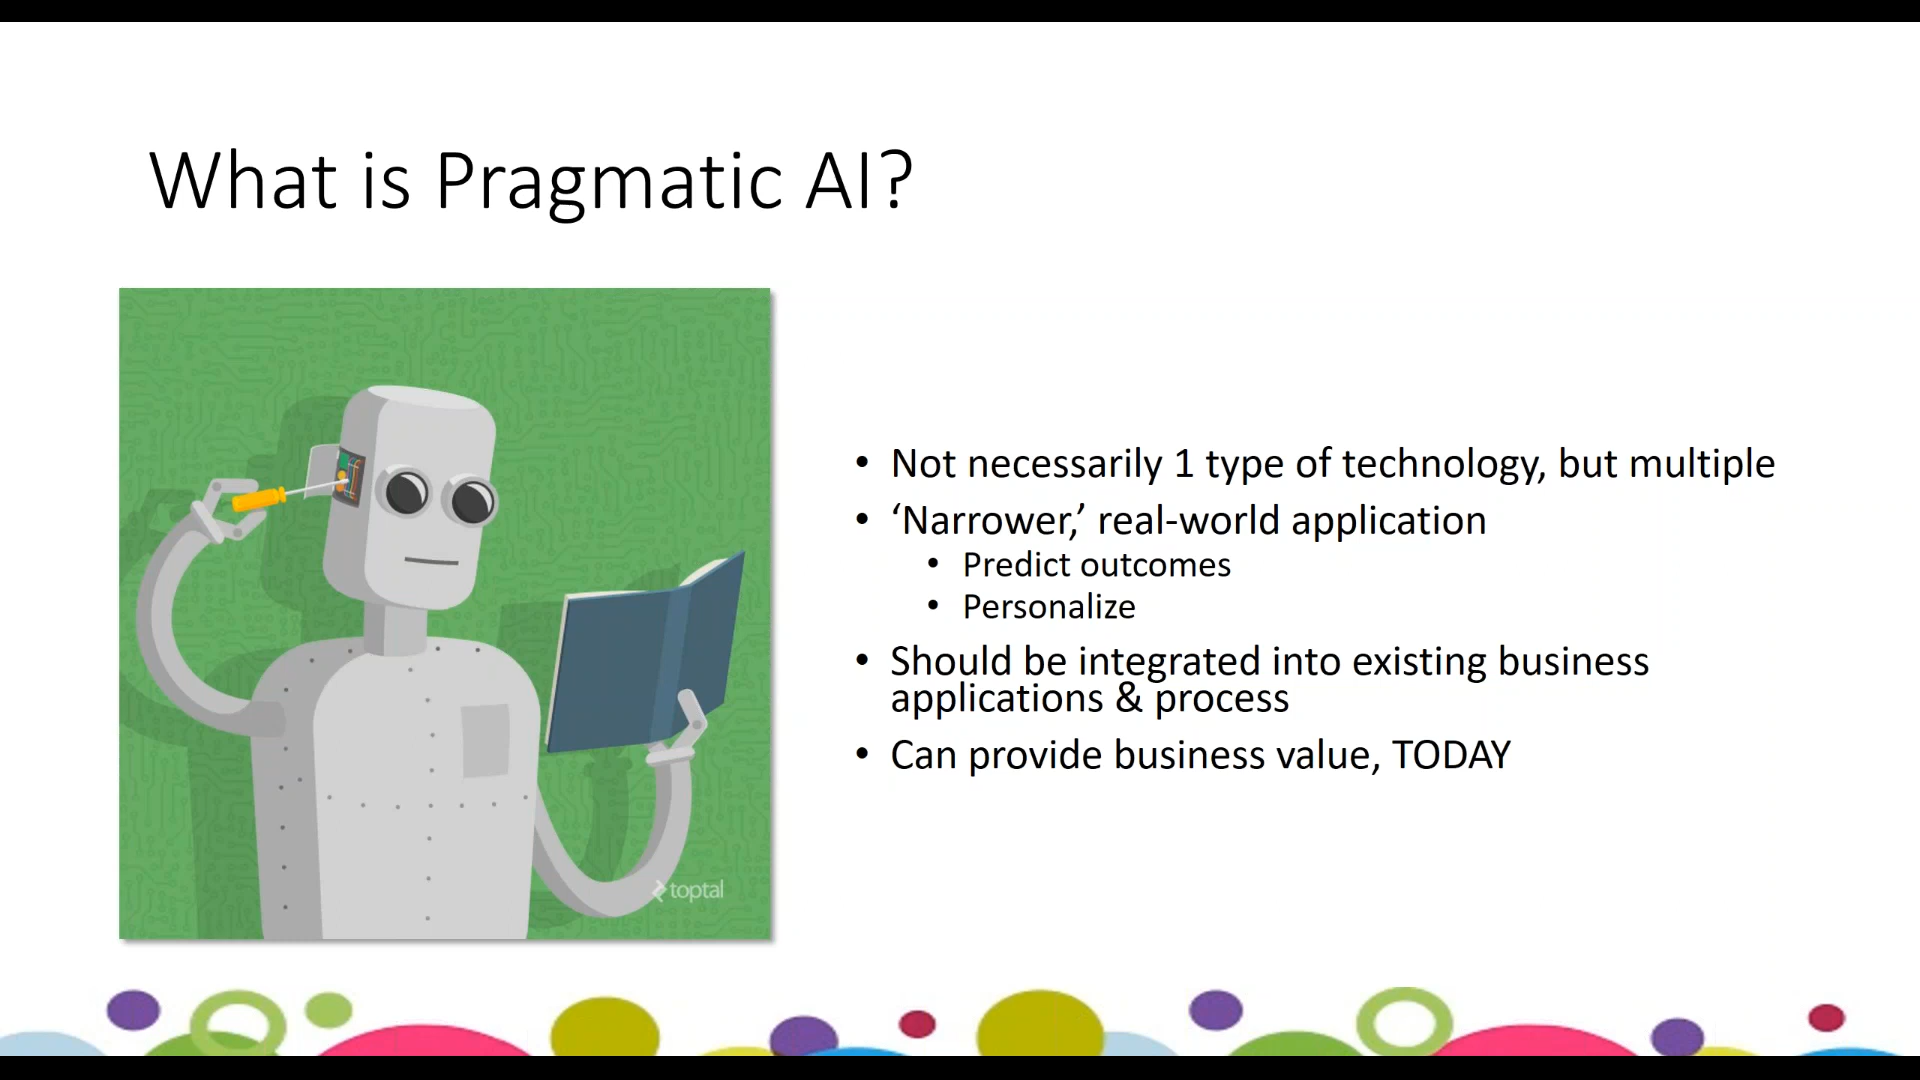 What is Pragmatic AI?
• Not necessarily 1 type of technology, but multiple
• ‘Narrower,’ real-world application
• Predict outcomes
• Personalize
• Should be integrated into existing business
applications & process
• Can provide business value, TODAY
toptal